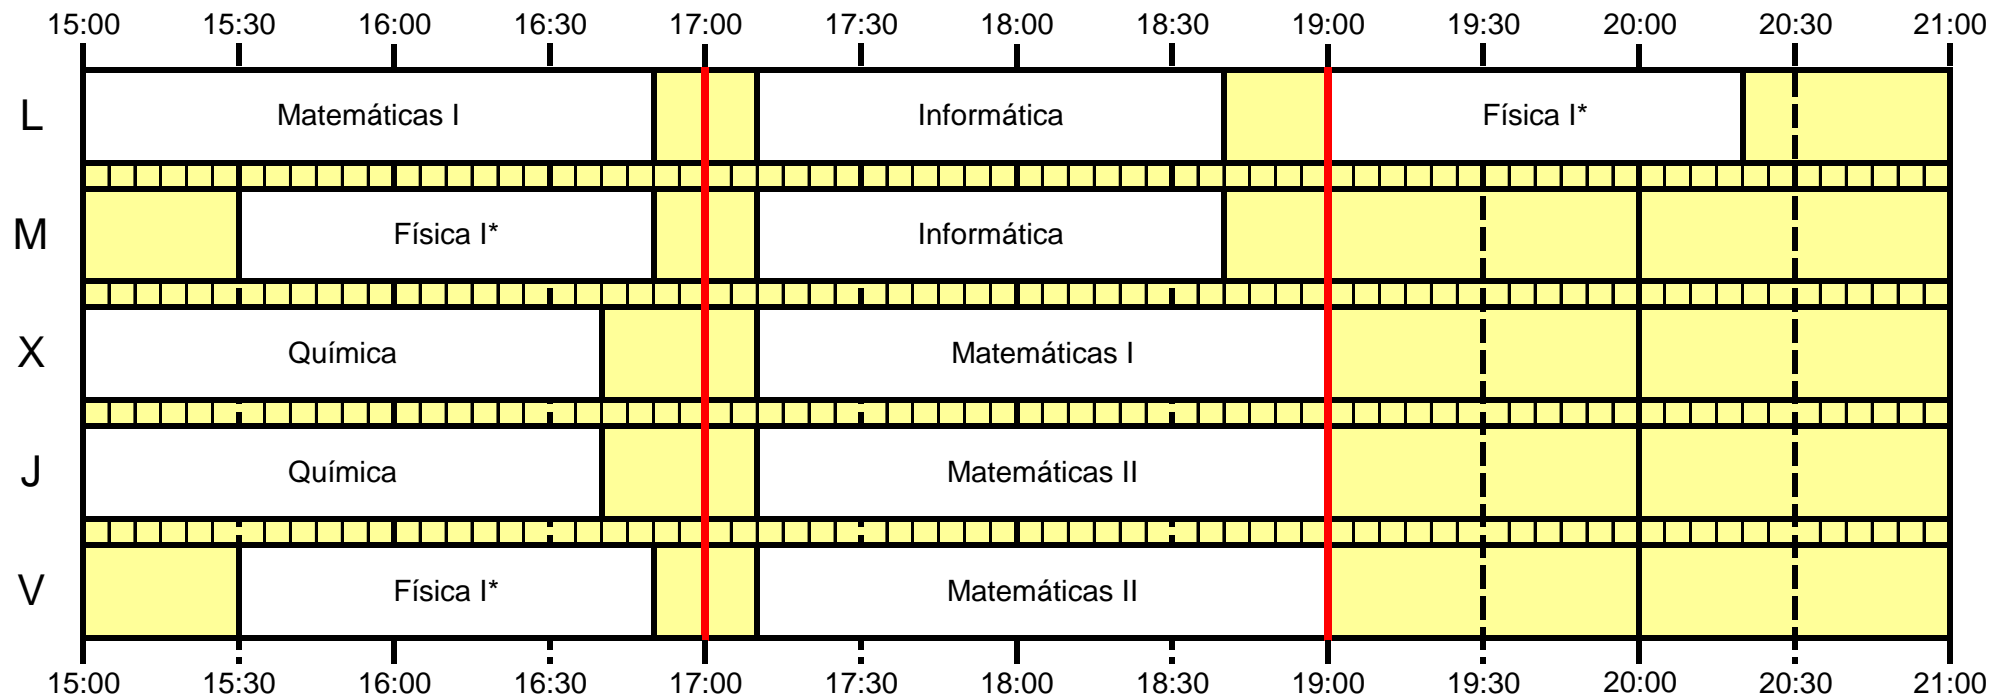 15:00 15:30 16:00 16:30 17:00 17:30 18:00 18:30 19:00 19:30 20:00 20:30 21:00
L Matemáticas I Informática Física I*
M Física I* Informática
X Química Matemáticas I
J Química Matemáticas II
V Física I* Matemáticas II
15:00 15:30 16:00 16:30 17:00 17:30 18:00 18:30 19:00 19:30 20:00 20:30 21:00